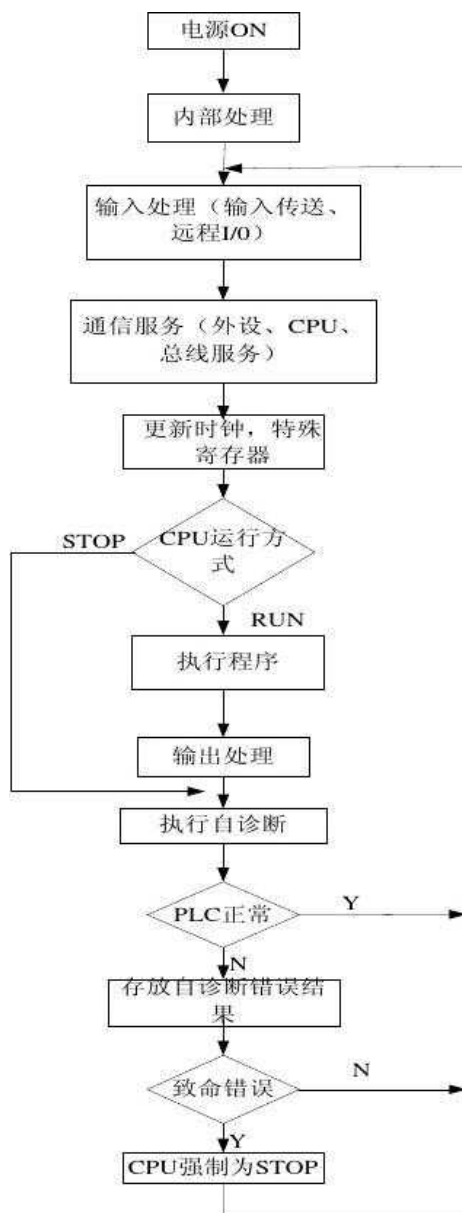 电源ON
内部处理
输入处理（输入传送、
远程I/0）
通信服务（外设、CPU、
总线服务）
更新时钟，特殊
寄存器
STOP
CPU运行方
式
RUN
执行程序
输出处理
执行自诊断
PLC正常
Y
N
存放自诊断错误结
果
致命错误
N
Y
CPU强制为STOP